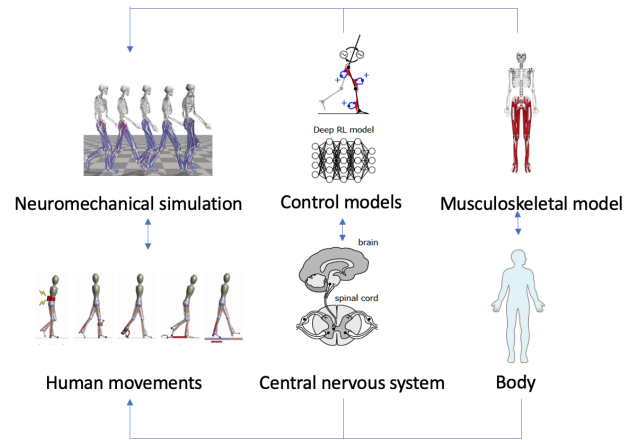 Deep RL model
Neuromechanical simulation
Control models
Musculoskeletal model
brain
spinal cord
Human movements
Central nervous system
Body